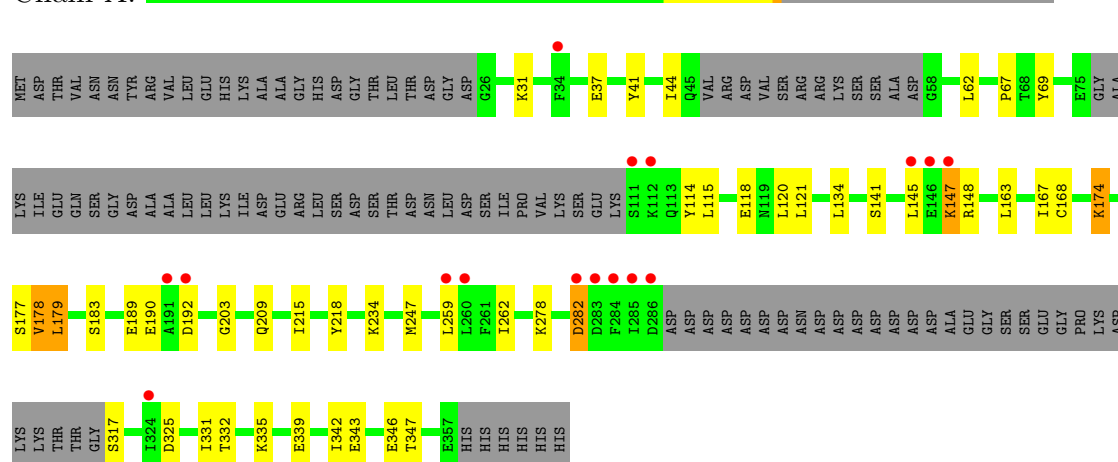 Chain A:
MET ASP THR VAL ASN ASN TYR ARG VAL LEU GLU HIS LYS ALA ALA GLY HIS ASP GLY THR LEU THR ASP GLY ASP G26 K31 F34 E37 Y41 I44 Q45 VAL ARG ASP VAL SER ARG ARG LYS SER SER ALA ASP G58 L62 P67 T68 Y69 E75 GLY ALA
LYS ILE GLU GLN SER GLY ASP ALA ALA LEU LEU LYS ILE ASP GLU ARG LEU SER ASP SER THR ASP ASN LEU ASP SER ILE PRO VAL LYS SER GLU LYS S111 K112 Q113 Y114 L115 E118 N119 L120 L121 L134 S141 L145 E146 K147 R148 L163 I167 C168 K174
S177 V178 L179 S183 E189 E190 A191 D192 G203 Q209 I215 Y218 K234 M247 L259 L260 F261 I262 K278 D282 D283 F284 I285 D286 ASP ASP ASP ASP ASP ASP ASP ASN ASP ASP ASP ASP ASP ASP ASP ALA GLU GLY SER SER GLU GLY PRO LYS ASP
LYS LYS THR THR GLY S317 I324 D325 I331 T332 K335 E339 I342 E343 E346 T347 E357 HIS HIS HIS HIS HIS HIS